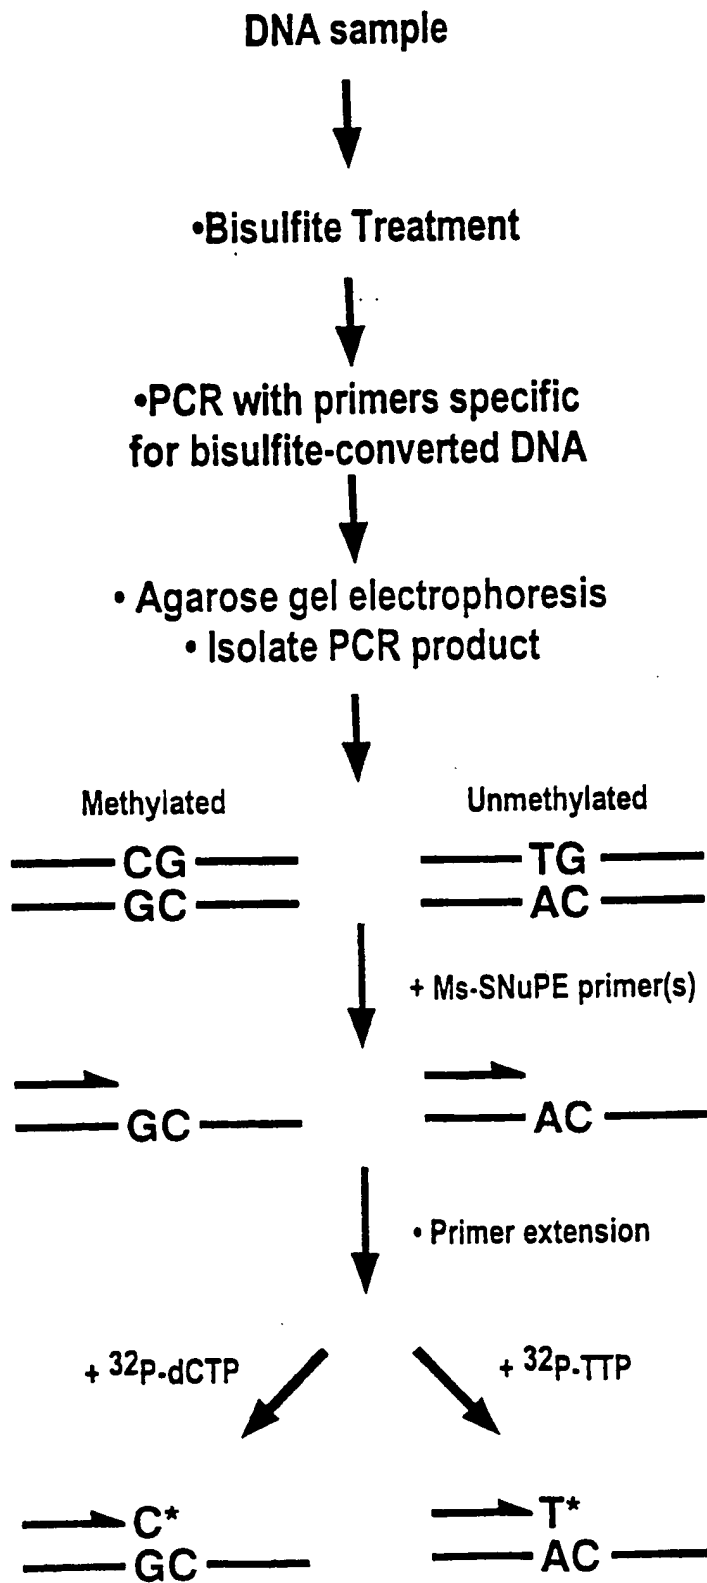 DNA sample
•Bisulfite Treatment
•PCR with primers specific
for bisulfite-converted DNA
• Agarose gel electrophoresis
• Isolate PCR product
Methylated
Unmethylated
CG
TG
GC
AC
+ Ms-SNuPE primer(s)
GC
AC
• Primer extension
+ ³²P-dCTP
+ ³²P-TTP
C*
T*
GC
AC